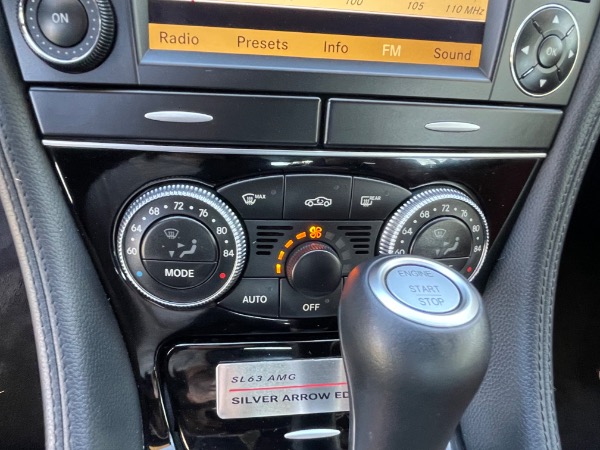 100 105 110 MHz
ON
Radio Presets Info FM Sound
OK
MAX REAR
68 72 76
64 80
60 84
MODE
68 72 76
64 80
84
AUTO OFF
ENGINE
START
STOP
SL63 AMG
SILVER ARROW ED